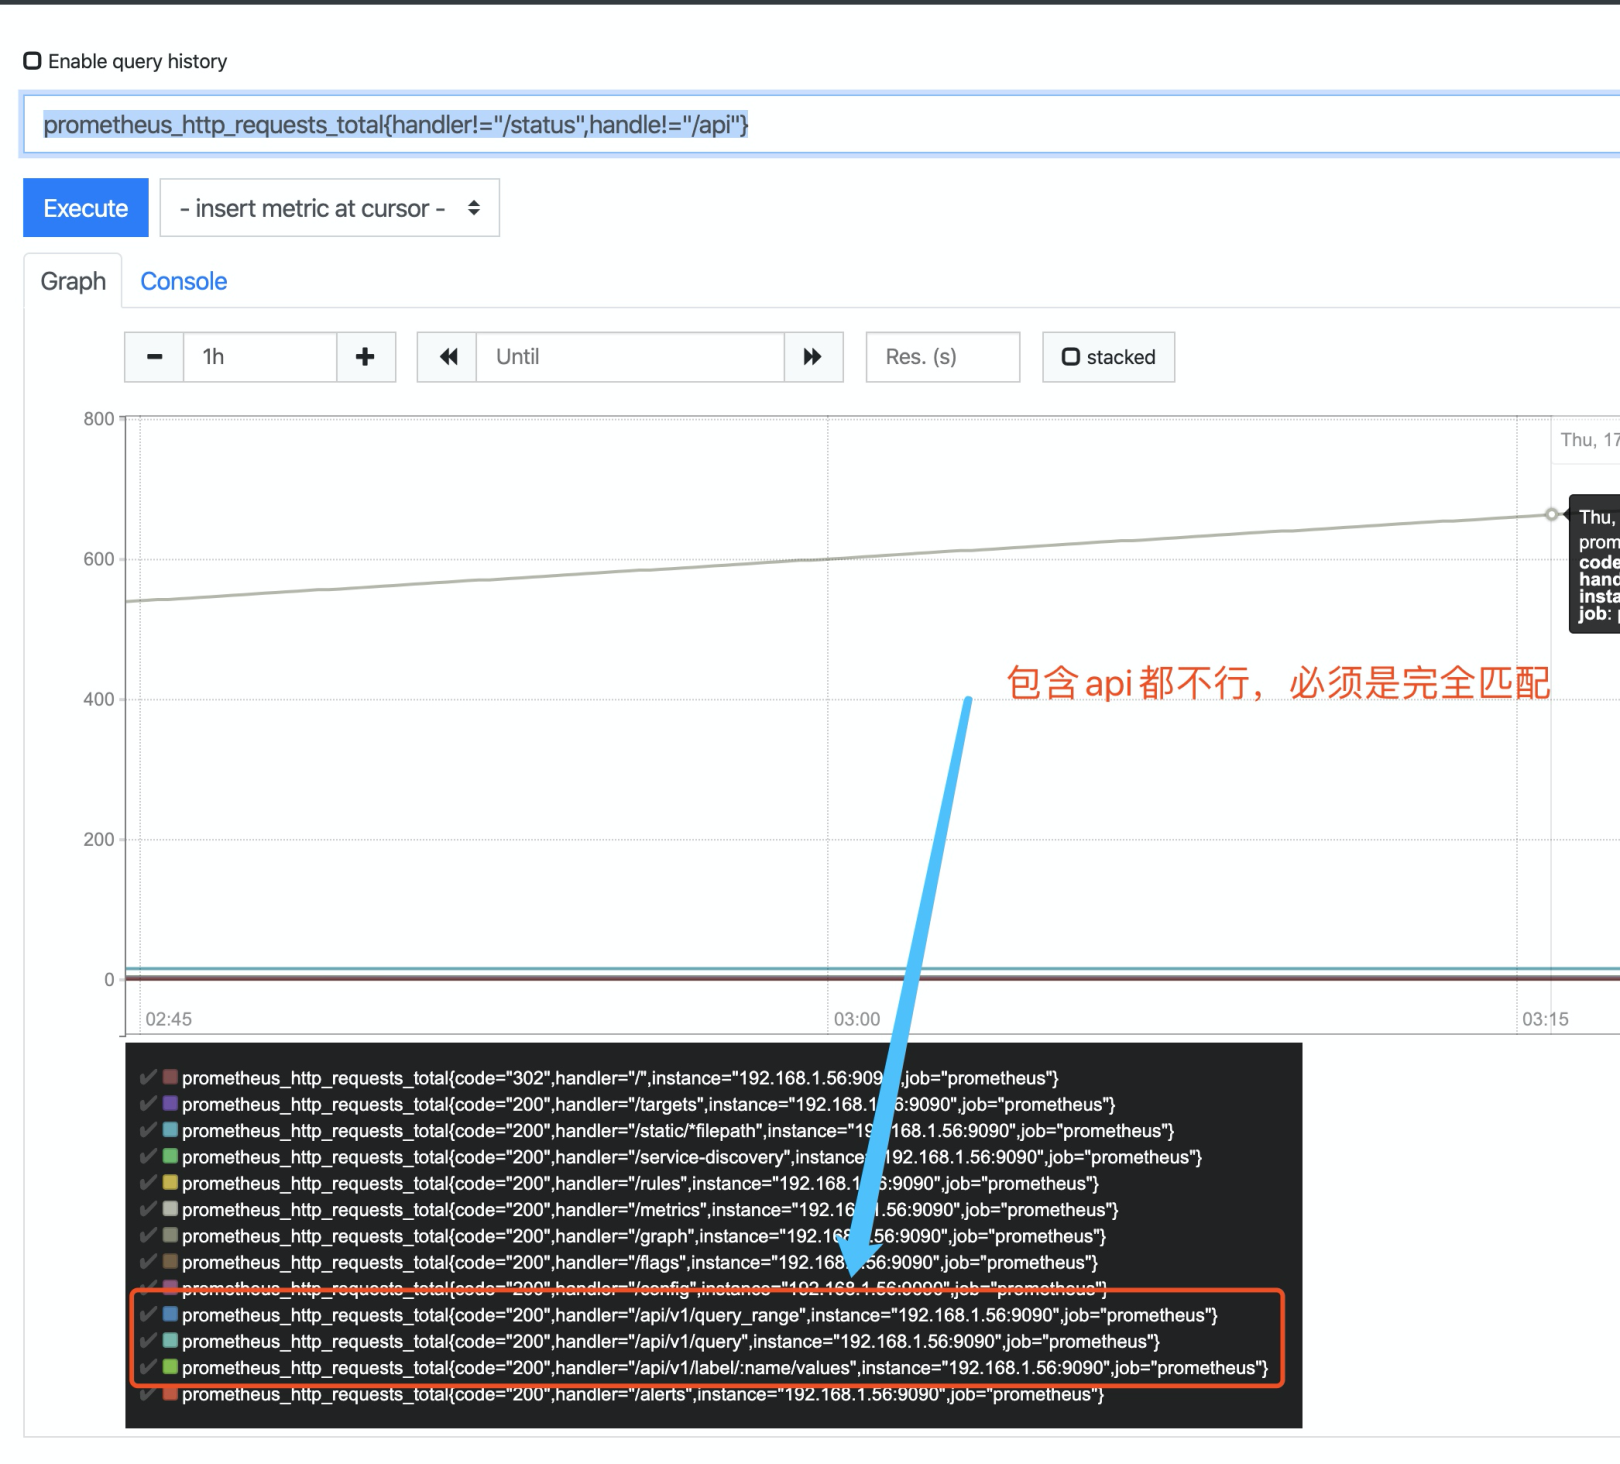 Enable query history
prometheus_http_requests_total{handler!="/status",handle!="/api"}
Execute
- insert metric at cursor -
Graph
Console
1h
Until
Res. (s)
stacked
800
Thu, 17
Thu,
prom
code
hand
insta
job:
600
包含api都不行，必须是完全匹配
400
200
0
02:45
03:00
03:15
prometheus_http_requests_total{code="302",handler="/",instance="192.168.1.56:909 ,job="prometheus"}
prometheus_http_requests_total{code="200",handler="/targets",instance="192.168.1 6:9090",job="prometheus"}
prometheus_http_requests_total{code="200",handler="/static/*filepath",instance="19 168.1.56:9090",job="prometheus"}
prometheus_http_requests_total{code="200",handler="/service-discovery",instance 192.168.1.56:9090",job="prometheus"}
prometheus_http_requests_total{code="200",handler="/rules",instance="192.168.1 6:9090",job="prometheus"}
prometheus_http_requests_total{code="200",handler="/metrics",instance="192.16 1.56:9090",job="prometheus"}
prometheus_http_requests_total{code="200",handler="/graph",instance="192.168 .56:9090",job="prometheus"}
prometheus_http_requests_total{code="200",handler="/flags",instance="192.168. 56:9090",job="prometheus"}
prometheus_http_requests_total{code="200",handler="/config",instance="192.168.1.56:9090",job="prometheus"}
prometheus_http_requests_total{code="200",handler="/api/v1/query_range",instance="192.168.1.56:9090",job="prometheus"}
prometheus_http_requests_total{code="200",handler="/api/v1/query",instance="192.168.1.56:9090",job="prometheus"}
prometheus_http_requests_total{code="200",handler="/api/v1/label/:name/values",instance="192.168.1.56:9090",job="prometheus"}
prometheus_http_requests_total{code="200",handler="/alerts",instance="192.168.1.56:9090",job="prometheus"}